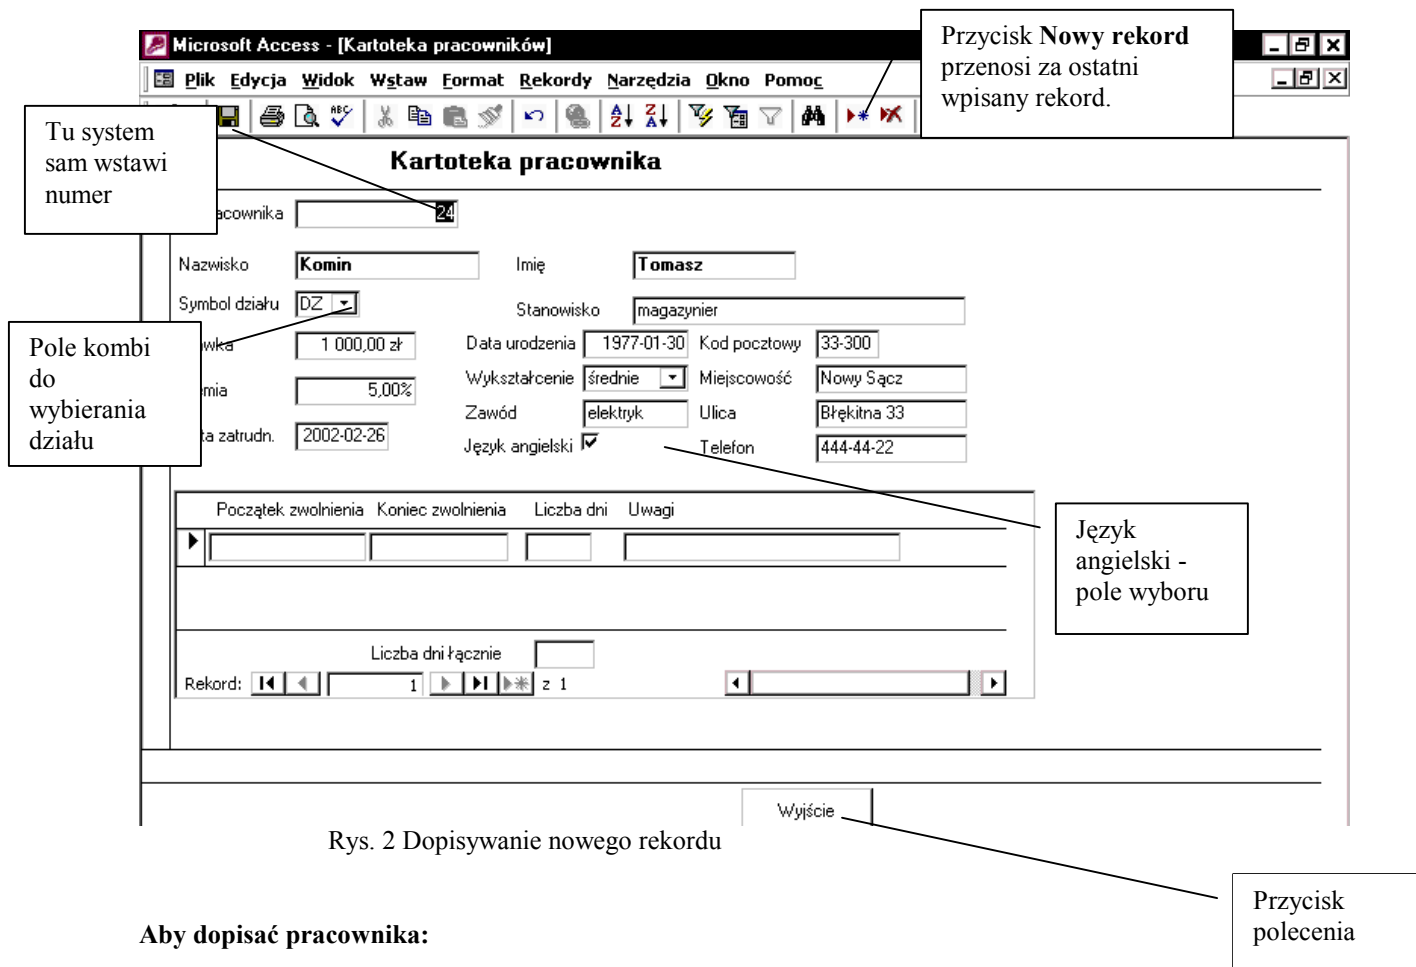 Microsoft Access - [Kartoteka pracowników]
Przycisk Nowy rekord
przenosi za ostatni
wpisany rekord.
Plik Edycja Widok Wstaw Format Rekordy Narzędzia Okno Pomoc
Tu system
sam wstawi
numer
Kartoteka pracownika
acownika 24
Nazwisko Komin Imię Tomasz
Symbol działu DZ Stanowisko magazynier
Pole kombi
do
wybierania
działu
wka 1 000,00 zł Data urodzenia 1977-01-30 Kod pocztowy 33-300
mia 5,00% Wykształcenie średnie Miejscowość Nowy Sącz
Zawód elektryk Ulica Błękitna 33
ta zatrudn. 2002-02-26 Język angielski Telefon 444-44-22
Początek zwolnienia Koniec zwolnienia Liczba dni Uwagi
Język
angielski -
pole wyboru
Liczba dni łącznie
Rekord: 1 z 1
Wyjście
Rys. 2 Dopisywanie nowego rekordu
Przycisk
polecenia
Aby dopisać pracownika: